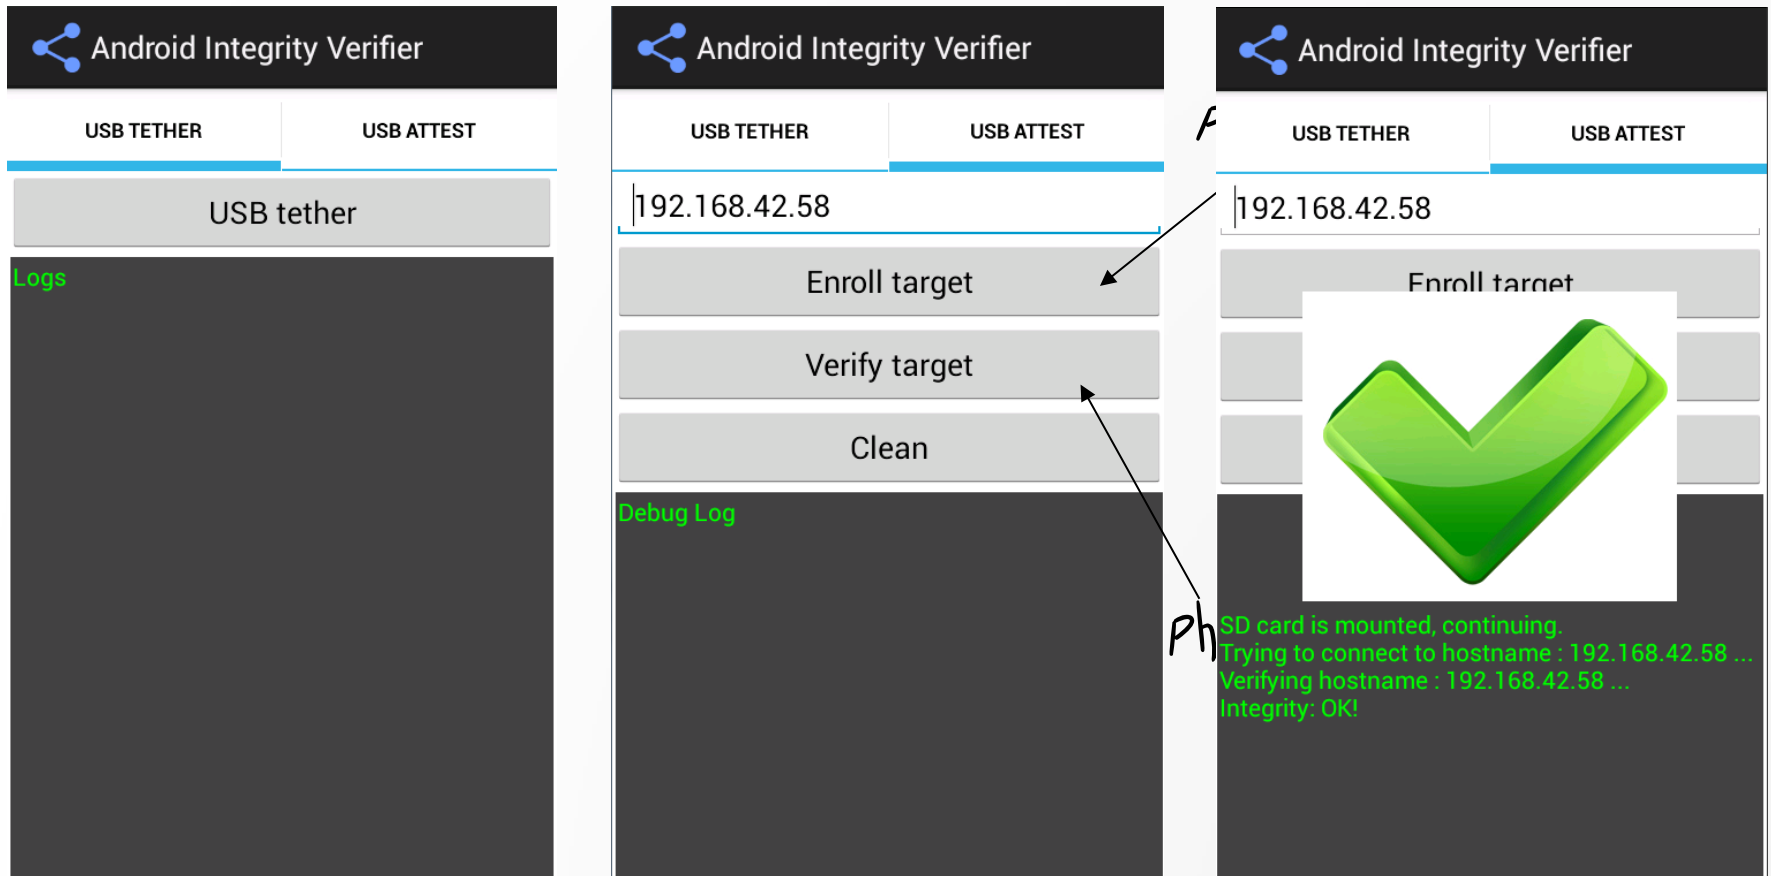 Android Integrity Verifier
USB TETHER USB ATTEST
USB tether
Logs
Android Integrity Verifier
USB TETHER USB ATTEST
192.168.42.58
Enroll target
Verify target
Clean
Debug Log
Android Integrity Verifier
USB TETHER USB ATTEST
192.168.42.58
Enroll target
SD card is mounted, continuing.
Trying to connect to hostname : 192.168.42.58 ...
Verifying hostname : 192.168.42.58 ...
Integrity: OK!
Ph